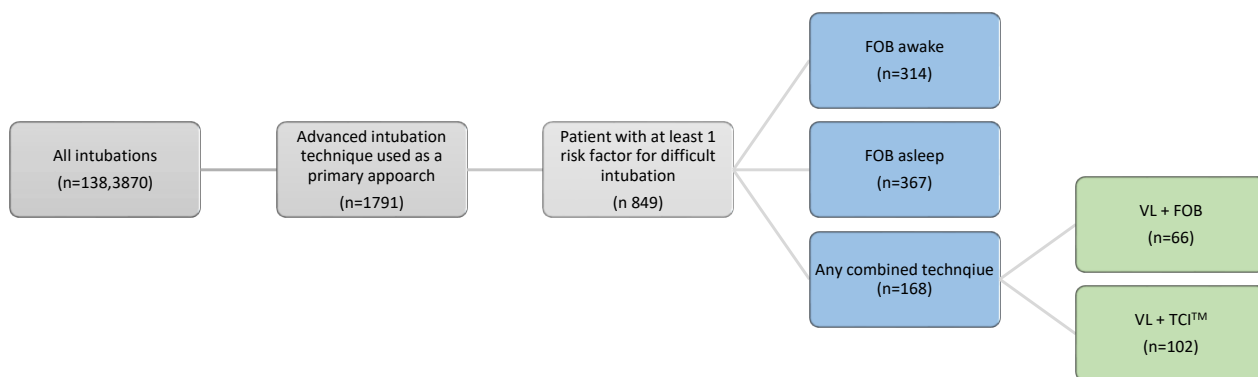 All intubations
(n=138,3870)
Advanced intubation
technique used as a
primary appoarch
(n=1791)
Patient with at least 1
risk factor for difficult
intubation
(n 849)
FOB awake
(n=314)
FOB asleep
(n=367)
Any combined technqiue
(n=168)
VL + FOB
(n=66)
VL + TCI™
(n=102)